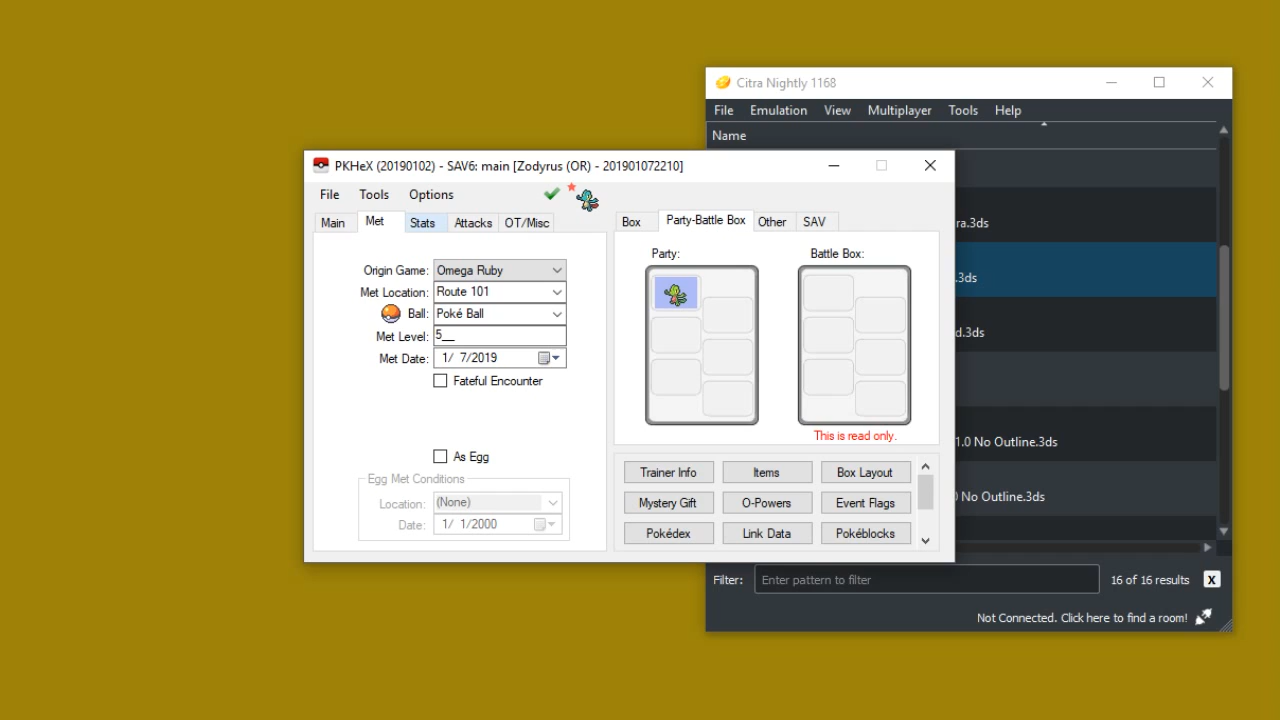 Citra Nightly 1168
File Emulation View Multiplayer Tools Help
Name
ra.3ds
.3ds
d.3ds
1.0 No Outline.3ds
No Outline.3ds
Filter: Enter pattern to filter 16 of 16 results X
Not Connected. Click here to find a room!
PKHeX (20190102) - SAV6: main [Zodyrus (OR) - 201901072210]
File Tools Options
Main Met Stats Attacks OT/Misc
Origin Game: Omega Ruby
Met Location: Route 101
Ball: Poké Ball
Met Level: 5__
Met Date: 1/ 7/2019
Fateful Encounter
As Egg
Egg Met Conditions
Location: (None)
Date: 1/ 1/2000
Box Party-Battle Box Other SAV
Party: Battle Box:
This is read only.
Trainer Info Items Box Layout
Mystery Gift O-Powers Event Flags
Pokédex Link Data Pokéblocks